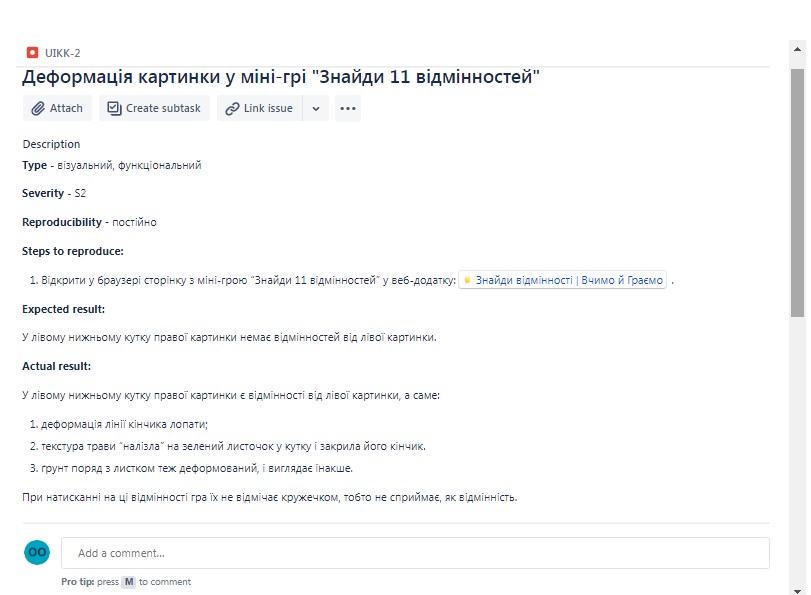 UIKK-2
Деформація картинки у міні-грі "Знайди 11 відмінностей"
Attach Create subtask Link issue
Description
Type - візуальний, функціональний
Severity - S2
Reproducibility - постійно
Steps to reproduce:
1. Відкрити у браузері сторінку з міні-грою “Знайди 11 відмінностей” у веб-додатку: Знайди відмінності | Вчимо й Граємо .
Expected result:
У лівому нижньому кутку правої картинки немає відмінностей від лівої картинки.
Actual result:
У лівому нижньому кутку правої картинки є відмінності від лівої картинки, а саме:
1. деформація лінії кінчика лопати;
2. текстура трави “налізла” на зелений листочок у кутку і закрила його кінчик.
3. ґрунт поряд з листком теж деформований, і виглядає інакше.
При натисканні на ці відмінності гра їх не відмічає кружечком, тобто не сприймає, як відмінність.
OO Add a comment...
Pro tip: press M to comment